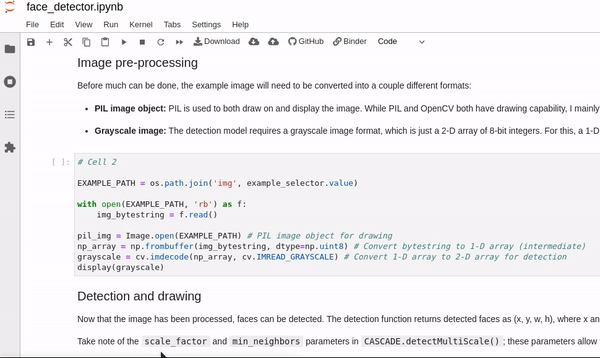 face_detector.ipynb
File Edit View Run Kernel Tabs Settings Help
Download GitHub Binder Code
Image pre-processing
Before much can be done, the example image will need to be converted into a couple different formats:
• PIL image object: PIL is used to both draw on and display the image. While PIL and OpenCV both have drawing capability, I mainly
• Grayscale image: The detection model requires a grayscale image format, which is just a 2-D array of 8-bit integers. For this, a 1-D
[ ]: # Cell 2
EXAMPLE_PATH = os.path.join('img', example_selector.value)
with open(EXAMPLE_PATH, 'rb') as f:
    img_bytestring = f.read()
pil_img = Image.open(EXAMPLE_PATH) # PIL image object for drawing
np_array = np.frombuffer(img_bytestring, dtype=np.uint8) # Convert bytestring to 1-D array (intermediate)
grayscale = cv.imdecode(np_array, cv.IMREAD_GRAYSCALE) # Convert 1-D array to 2-D array for detection
display(grayscale)
Detection and drawing
Now that the image has been processed, faces can be detected. The detection function returns detected faces as (x, y, w, h), where x an
Take note of the scale_factor and min_neighbors parameters in CASCADE.detectMultiScale(); these parameters allow